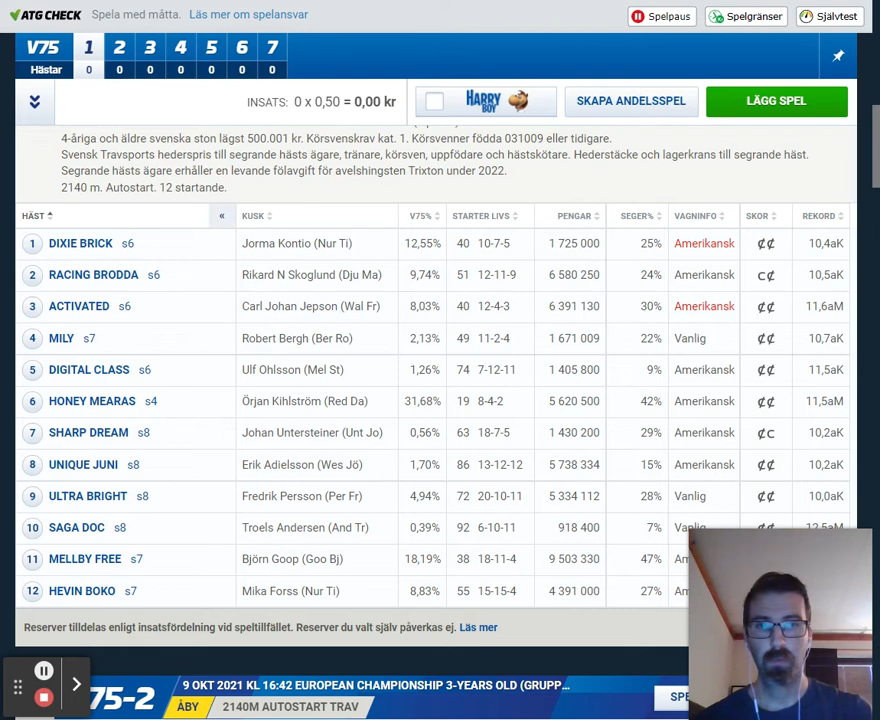 ATG CHECK Spela med måtta. Läs mer om spelansvar Spelpaus Spelgränser Självtest
V75 1 2 3 4 5 6 7
Hästar 0 0 0 0 0 0 0
INSATS: 0 x 0,50 = 0,00 kr HARRY BOY SKAPA ANDELSSPEL LÄGG SPEL
4-åriga och äldre svenska ston lägst 500.001 kr. Körsvenskrav kat. 1. Körsvenner födda 031009 eller tidigare.
Svensk Travsports hederspris till segrande hästs ägare, tränare, körsven, uppfödare och hästskötare. Hederstäcke och lagerkrans till segrande häst.
Segrande hästs ägare erhåller en levande fölavgift för avelshingsten Trixton under 2022.
2140 m. Autostart. 12 startande.
HÄST « KUSK V75% STARTER LIVS PENGAR SEGER% VAGNINFO SKOR REKORD
1 DIXIE BRICK s6 Jorma Kontio (Nur Ti) 12,55% 40 10-7-5 1 725 000 25% Amerikansk ȼȼ 10,4aK
2 RACING BRODDA s6 Rikard N Skoglund (Dju Ma) 9,74% 51 12-11-9 6 580 250 24% Amerikansk cȼ 10,5aK
3 ACTIVATED s6 Carl Johan Jepson (Wal Fr) 8,03% 40 12-4-3 6 391 130 30% Amerikansk ȼȼ 11,6aM
4 MILY s7 Robert Bergh (Ber Ro) 2,13% 49 11-2-4 1 671 009 22% Vanlig ȼȼ 10,7aK
5 DIGITAL CLASS s6 Ulf Ohlsson (Mel St) 1,26% 74 7-12-11 1 405 800 9% Amerikansk ȼȼ 11,5aK
6 HONEY MEARAS s4 Örjan Kihlström (Red Da) 31,68% 19 8-4-2 5 620 500 42% Amerikansk ȼȼ 11,5aM
7 SHARP DREAM s8 Johan Untersteiner (Unt Jo) 0,56% 63 18-7-5 1 430 200 29% Amerikansk ȼc 10,2aK
8 UNIQUE JUNI s8 Erik Adielsson (Wes Jö) 1,70% 86 13-12-12 5 738 334 15% Amerikansk ȼȼ 10,2aK
9 ULTRA BRIGHT s8 Fredrik Persson (Per Fr) 4,94% 72 20-10-11 5 334 112 28% Vanlig ȼȼ 10,0aK
10 SAGA DOC s8 Troels Andersen (And Tr) 0,39% 92 6-10-11 918 400 7% Vanlig ȼȼ 12,5aM
11 MELLBY FREE s7 Björn Goop (Goo Bj) 18,19% 38 18-11-4 9 503 330 47%
12 HEVIN BOKO s7 Mika Forss (Nur Ti) 8,83% 55 15-15-4 4 391 000 27%
Reserver tilldelas enligt insatsfördelning vid speltillfället. Reserver du valt själv påverkas ej. Läs mer
75-2 9 OKT 2021 KL 16:42 EUROPEAN CHAMPIONSHIP 3-YEARS OLD (GRUPP...
ÅBY 2140M AUTOSTART TRAV